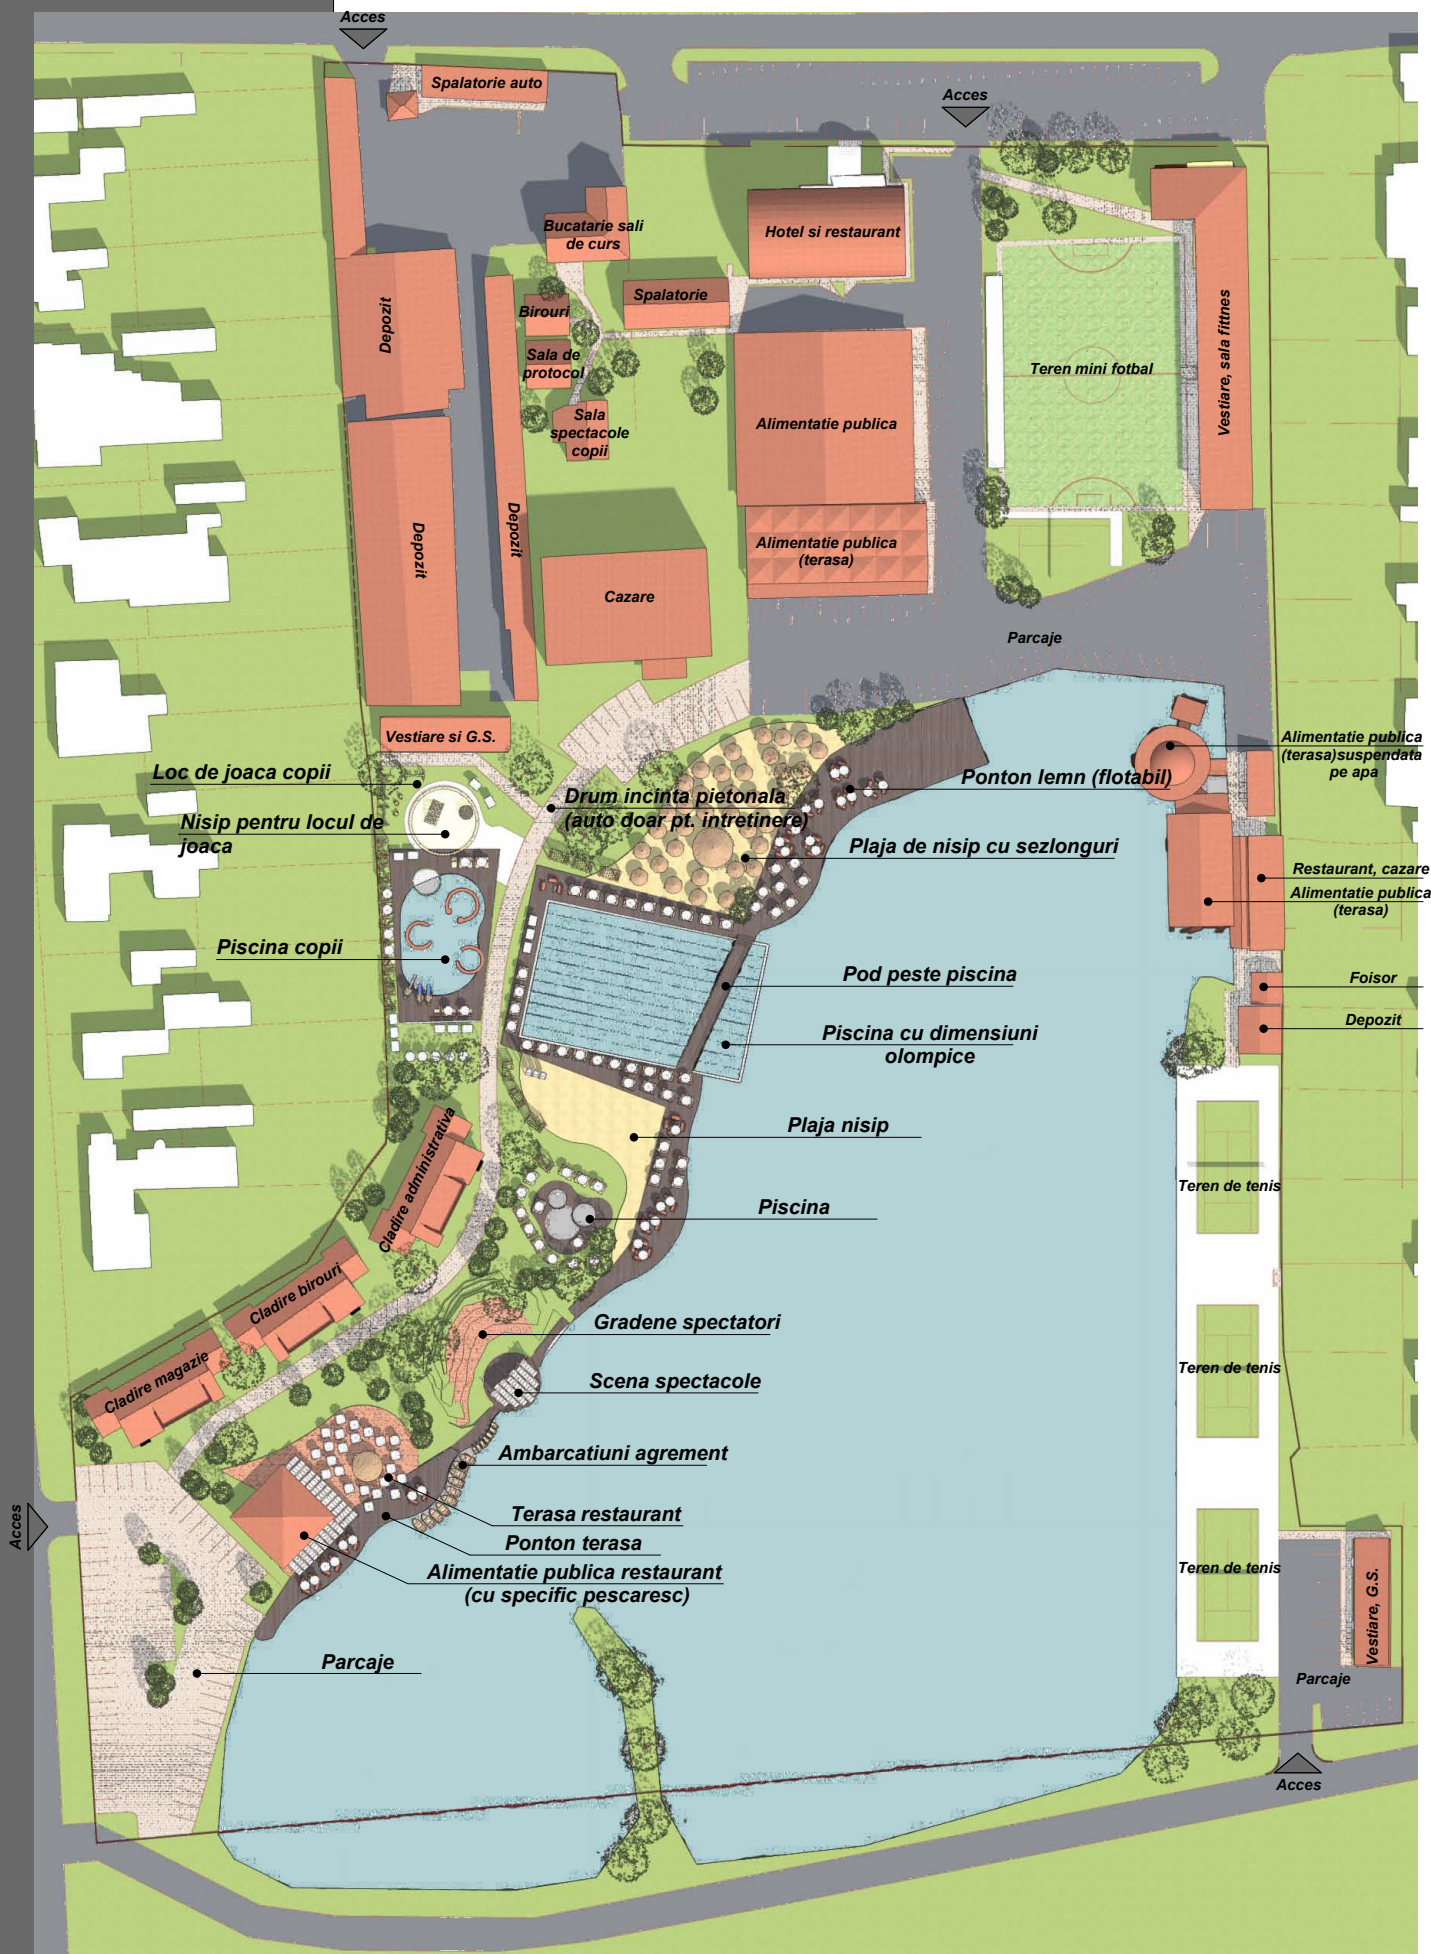 Acces
Spalatorie auto
Acces
Bucatarie sali
de curs
Hotel si restaurant
Spalatorie
Birouri
Depozit
Sala de
protocol
Teren mini fotbal
Vestiare, sala fittnes
Sala
spectacole
copii
Alimentatie publica
Depozit
Depozit
Alimentatie publica
(terasa)
Cazare
Parcaje
Vestiare si G.S.
Alimentatie publica
(terasa)suspendata
pe apa
Loc de joaca copii
Ponton lemn (flotabil)
Drum incinta pietonala
(auto doar pt. intretinere)
Nisip pentru locul de
joaca
Plaja de nisip cu sezlonguri
Restaurant, cazare
Alimentatie publica
(terasa)
Piscina copii
Pod peste piscina
Foisor
Depozit
Piscina cu dimensiuni
olompice
Plaja nisip
Cladire administrativa
Teren de tenis
Piscina
Cladire birouri
Gradene spectatori
Cladire magazie
Scena spectacole
Teren de tenis
Ambarcatiuni agrement
Acces
Terasa restaurant
Ponton terasa
Alimentatie publica restaurant
(cu specific pescaresc)
Teren de tenis
Vestiare, G.S.
Parcaje
Parcaje
Acces